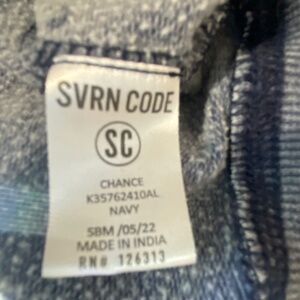 SVRN CODE
SC
CHANCE
K35762410AL
NAVY
SBM /05/22
MADE IN INDIA
RN# 126313